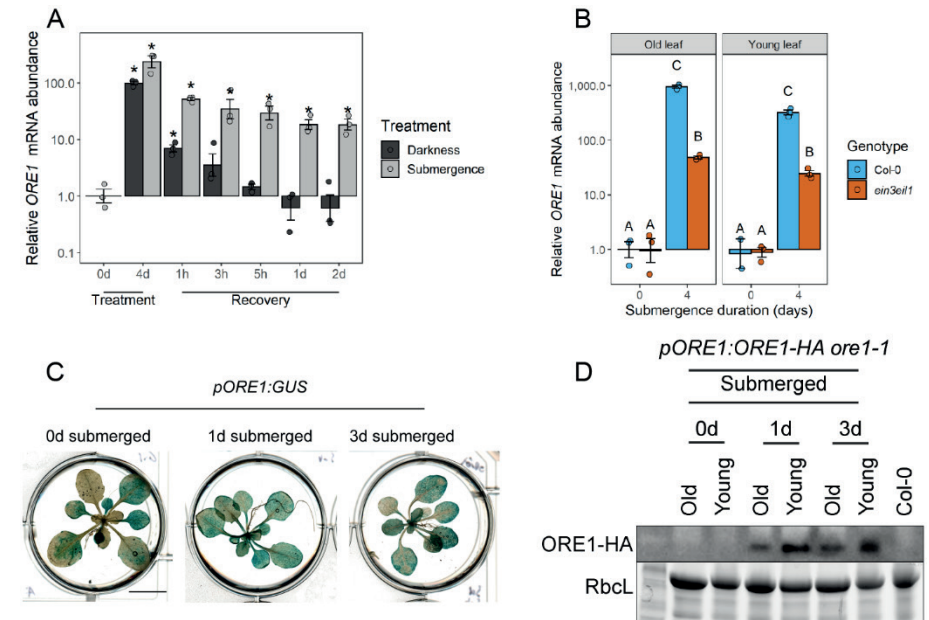 A
Relative ORE1 mRNA abundance
100.0
10.0
1.0
0.1
* * * * * * * *
0d 4d 1h 3h 5h 1d 2d
Treatment Recovery
Treatment
Darkness
Submergence
B
Relative ORE1 mRNA abundance
1,000.0
100.0
10.0
1.0
Old leaf Young leaf
A A C B A A C B
0 4 0 4
Submergence duration (days)
Genotype
Col-0
ein3eil1
C
pORE1:GUS
0d submerged 1d submerged 3d submerged
D
pORE1:ORE1-HA ore1-1
Submerged
0d 1d 3d
Old Young Old Young Old Young Col-0
ORE1-HA
RbcL